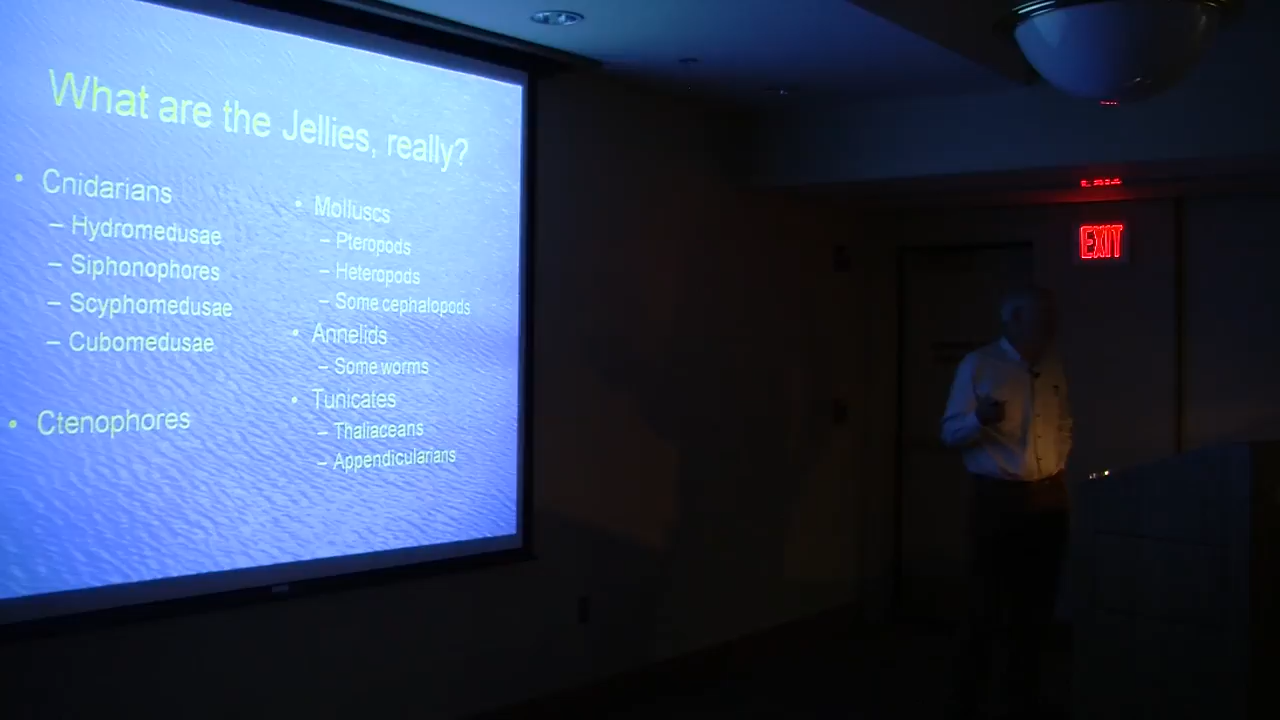 What are the Jellies, really?
• Cnidarians
– Hydromedusae
– Siphonophores
– Scyphomedusae
– Cubomedusae
• Ctenophores
• Molluscs
– Pteropods
– Heteropods
– Some cephalopods
• Annelids
– Some worms
• Tunicates
– Thaliaceans
– Appendicularians
EXIT